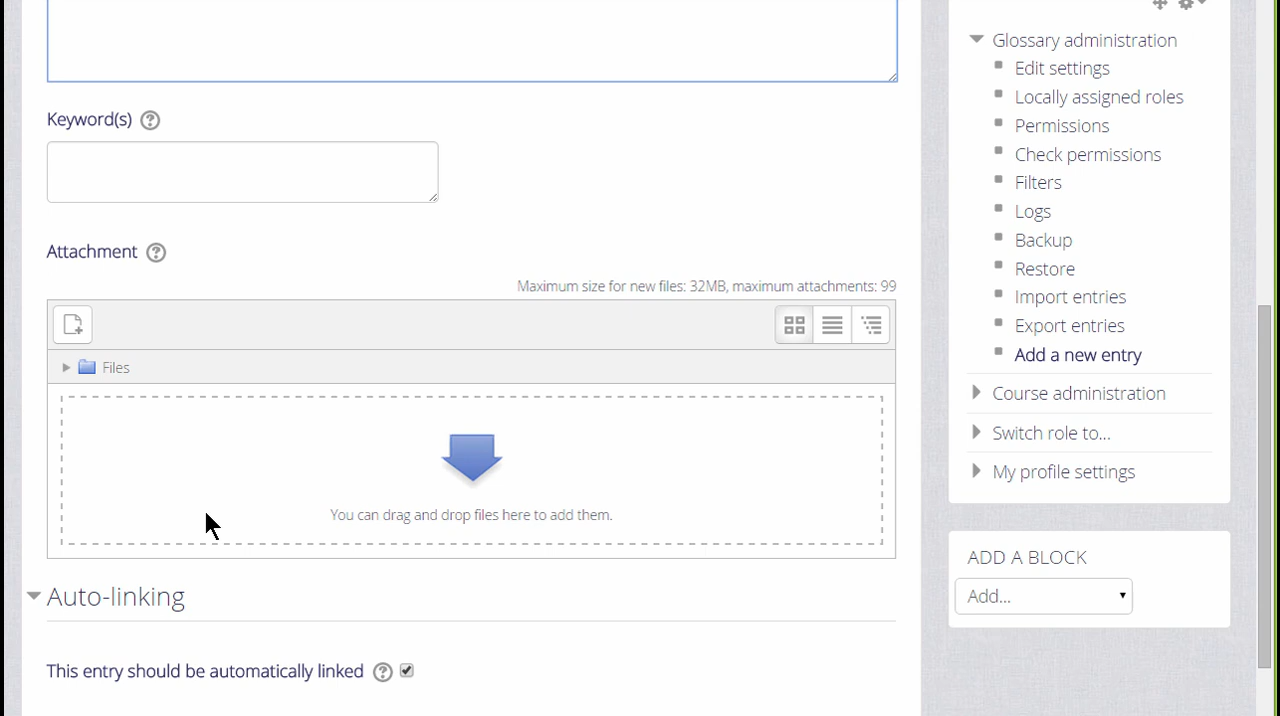 Keyword(s)
Attachment
Maximum size for new files: 32MB, maximum attachments: 99
Files
You can drag and drop files here to add them.
Auto-linking
This entry should be automatically linked
Glossary administration
Edit settings
Locally assigned roles
Permissions
Check permissions
Filters
Logs
Backup
Restore
Import entries
Export entries
Add a new entry
Course administration
Switch role to...
My profile settings
ADD A BLOCK
Add...